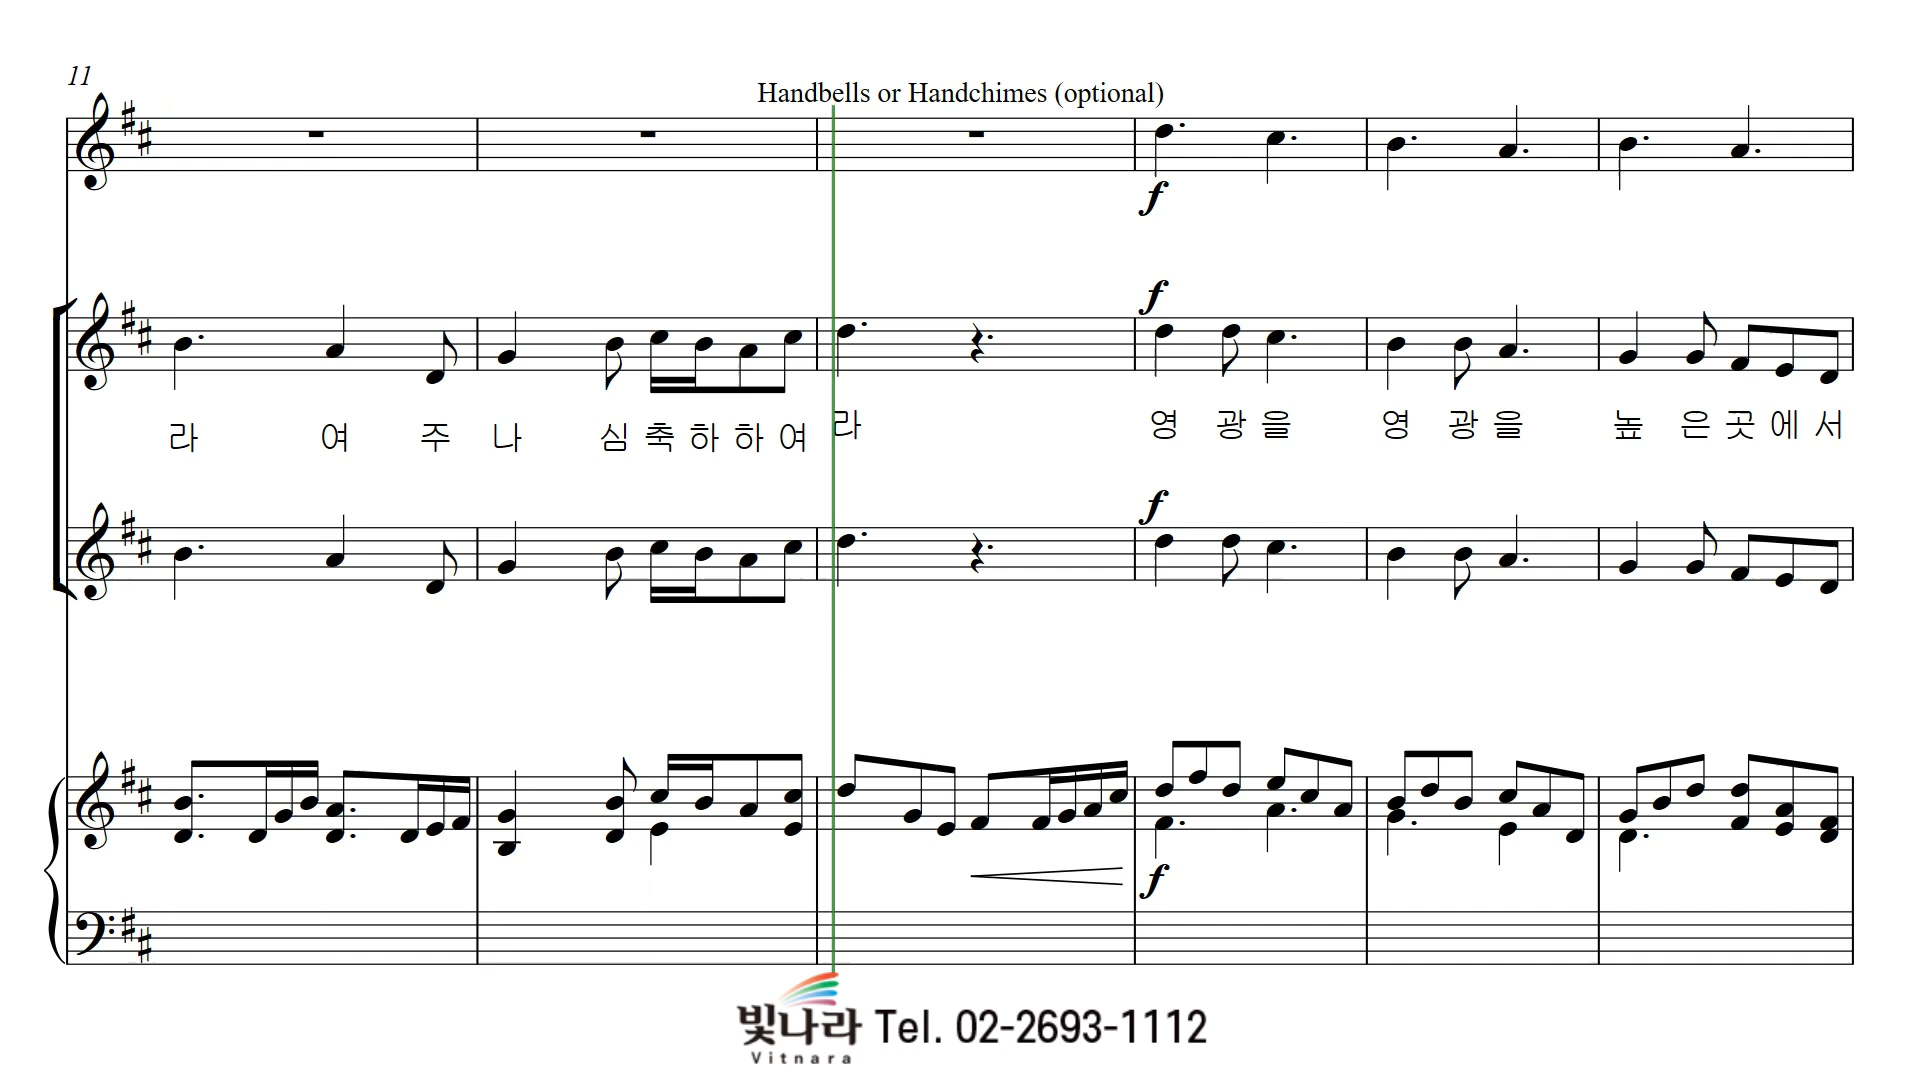 11
Handbells or Handchimes (optional)
f
f
라 여 주 나 심 축 하 하 여 라 영 광 을 영 광 을 높 은 곳 에 서
f
f
빛나라 Tel. 02-2693-1112
Vitnara